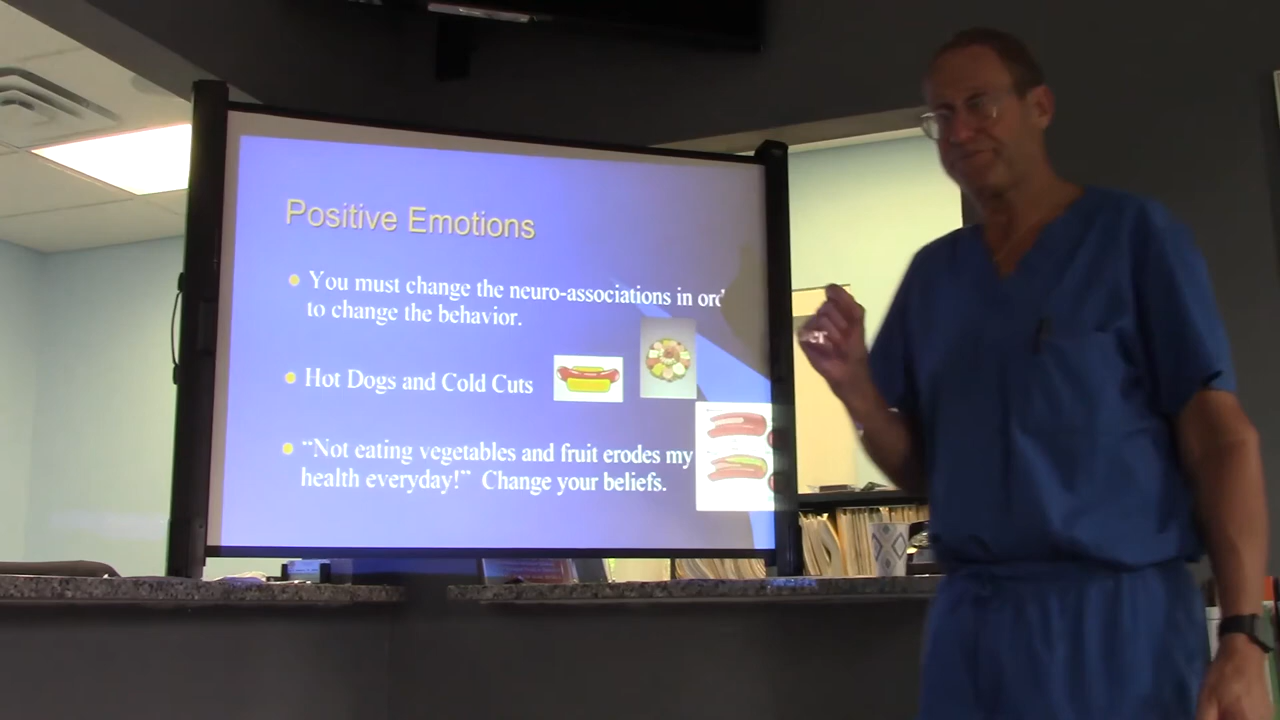 Positive Emotions
You must change the neuro-associations in ord
to change the behavior.
Hot Dogs and Cold Cuts
“Not eating vegetables and fruit erodes my
health everyday!” Change your beliefs.